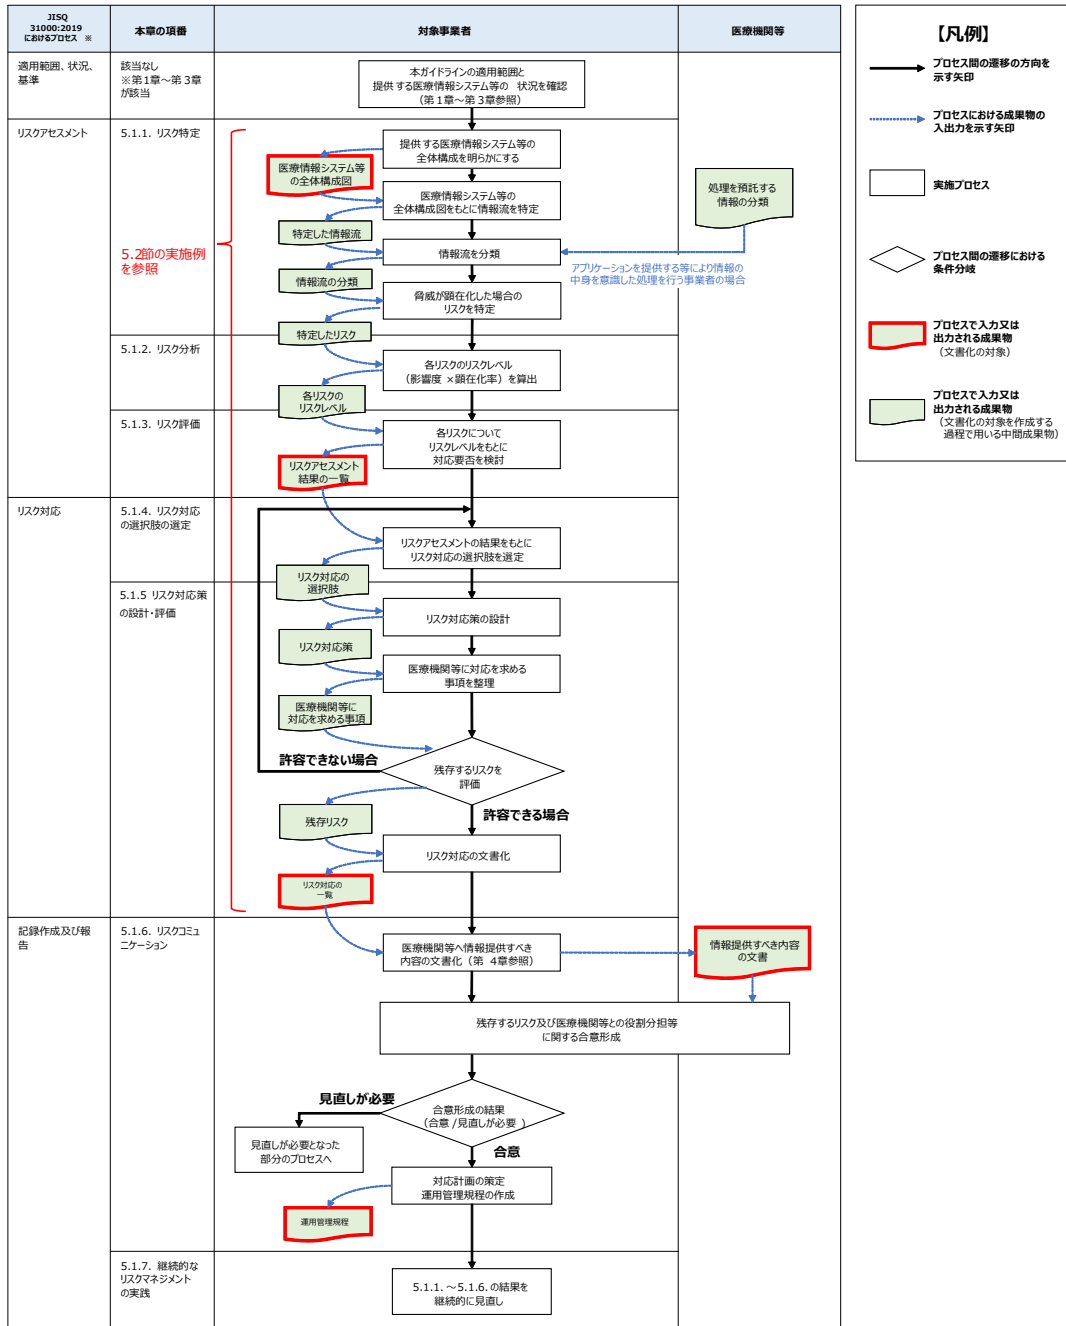 JISQ
31000:2019
におけるプロセス ※
本章の項番
対象事業者
医療機関等
適用範囲、状況、
基準
該当なし
※第1章～第3章
が該当
本ガイドラインの適用範囲と
提供する医療情報システム等の 状況を確認
（第1章～第3章参照）
リスクアセスメント
5.1.1. リスク特定
提供する医療情報システム等の
全体構成を明らかにする
医療情報システム等
の全体構成図
医療情報システム等の
全体構成図をもとに情報流を特定
処理を預託する
情報の分類
特定した情報流
5.2節の実施例
を参照
情報流を分類
アプリケーションを提供する等により情報の
中身を意識した処理を行う事業者の場合
情報流の分類
脅威が顕在化した場合の
リスクを特定
特定したリスク
5.1.2. リスク分析
各リスクのリスクレベル
（影響度 ×顕在化率）を算出
各リスクの
リスクレベル
5.1.3. リスク評価
各リスクについて
リスクレベルをもとに
対応要否を検討
リスクアセスメント
結果の一覧
リスク対応
5.1.4. リスク対応
の選択肢の選定
リスクアセスメントの結果をもとに
リスク対応の選択肢を選定
リスク対応の
選択肢
5.1.5 リスク対応策
の設計・評価
リスク対応策の設計
リスク対応策
医療機関等に対応を求める
事項を整理
医療機関等に
対応を求める事項
許容できない場合
残存するリスクを
評価
許容できる場合
残存リスク
リスク対応の文書化
リスク対応の
一覧
記録作成及び報
告
5.1.6. リスクコミュ
ニケーション
医療機関等へ情報提供すべき
内容の文書化（第 4章参照）
情報提供すべき内容
の文書
残存するリスク及び医療機関等との役割分担等
に関する合意形成
見直しが必要
合意形成の結果
（合意 /見直しが必要 ）
見直しが必要となった
部分のプロセスへ
合意
対応計画の策定
運用管理規程の作成
運用管理規程
5.1.7. 継続的な
リスクマネジメント
の実践
5.1.1. ～5.1.6. の結果を
継続的に見直し
【凡例】
プロセス間の遷移の方向を
示す矢印
プロセスにおける成果物の
入出力を示す矢印
実施プロセス
プロセス間の遷移における
条件分岐
プロセスで入力又は
出力される成果物
（文書化の対象）
プロセスで入力又は
出力される成果物
（文書化の対象を作成する
過程で用いる中間成果物）